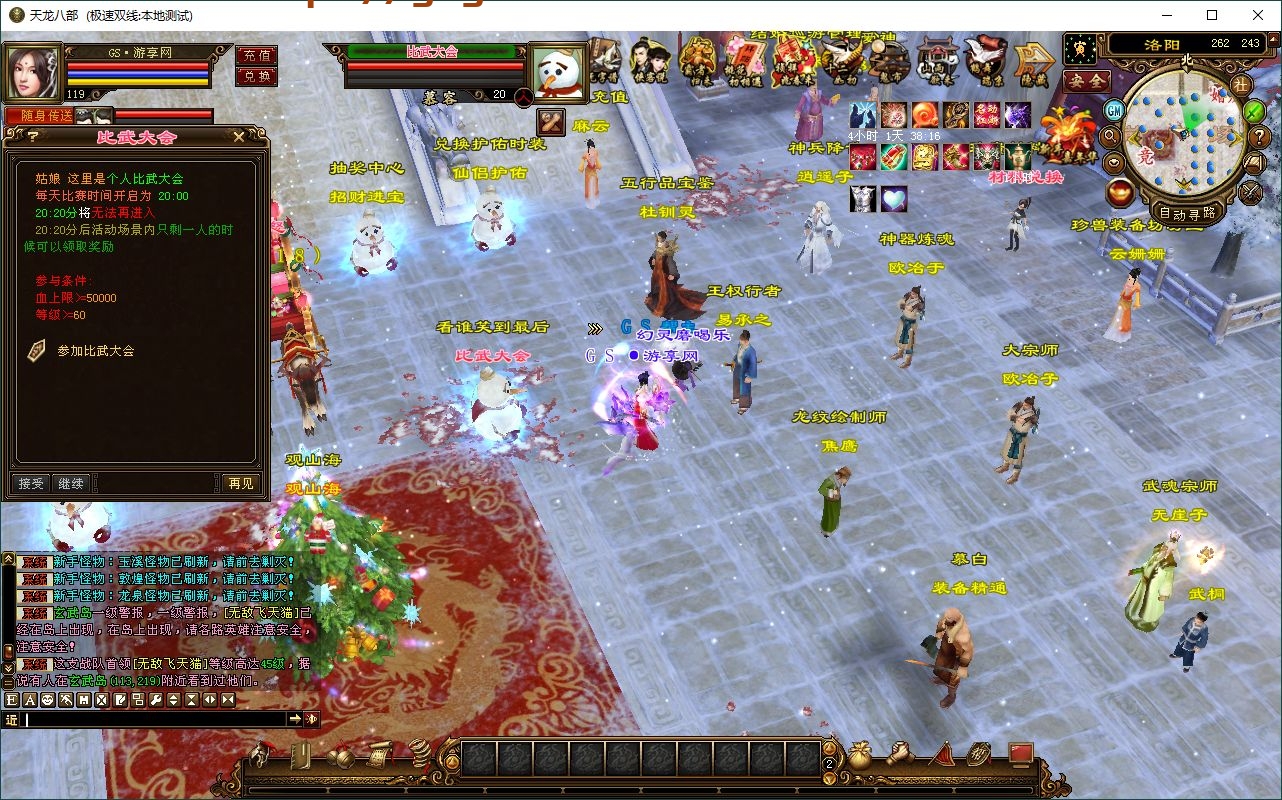 天龙八部 (极速双线:本地测试)
GS·游享网
充值
兑换
119
随身传送
比武大会
慕容
20
充值
麻云
洛阳
262 243
北
安全
GM
社
竞
自动寻路
4小时 1天 38:16
?
比武大会
姑娘 这里是个人比武大会
每天比赛时间开启为 20:00
20:20分将无法再进入
20:20分后活动场景内只剩一人的时
候可以领取奖励
参与条件:
血上限>=50000
等级>=60
参加比武大会
接受
继续
再见
抽奖中心
招财进宝
兑换护佑时装
仙侣护佑
五行品宝鉴
杜钏灵
逍遥子
材料兑换
神器炼魂
欧冶子
云姗姗
王权行者
易承之
看谁笑到最后
比武大会
幻灵磨喝乐
GS●游享网
大宗师
欧冶子
龙纹绘制师
焦鹰
观山海
观山海
武魂宗师
无崖子
慕白
装备精通
武桐
系统 新手怪物：玉溪怪物已刷新，请前去剿灭!
系统 新手怪物：敦煌怪物已刷新，请前去剿灭!
系统 新手怪物：龙泉怪物已刷新，请前去剿灭!
系统 玄武岛一级警报，一级警报，[无敌飞天猫]已
经在岛上出现，在岛上出现，请各路英雄注意安全，
注意安全!
系统 这支战队首领[无敌飞天猫]等级高达45级，据
说有人在玄武岛(113,219)附近看到过他们。
近
2